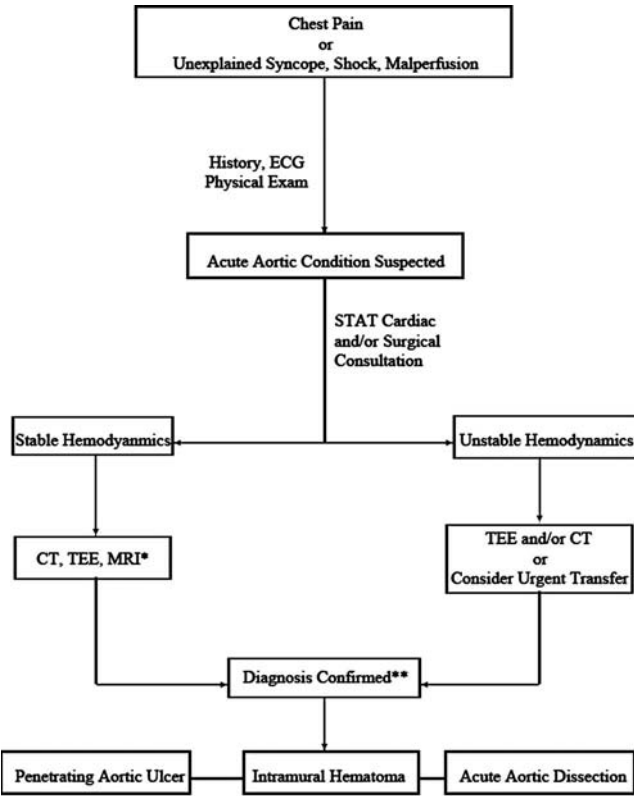 Chest Pain
or
Unexplained Syncope, Shock, Malperfusion
History, ECG
Physical Exam
Acute Aortic Condition Suspected
STAT Cardiac
and/or Surgical
Consultation
Stable Hemodyanmics
Unstable Hemodynamics
CT, TEE, MRI*
TEE and/or CT
or
Consider Urgent Transfer
Diagnosis Confirmed**
Penetrating Aortic Ulcer
Intramural Hematoma
Acute Aortic Dissection